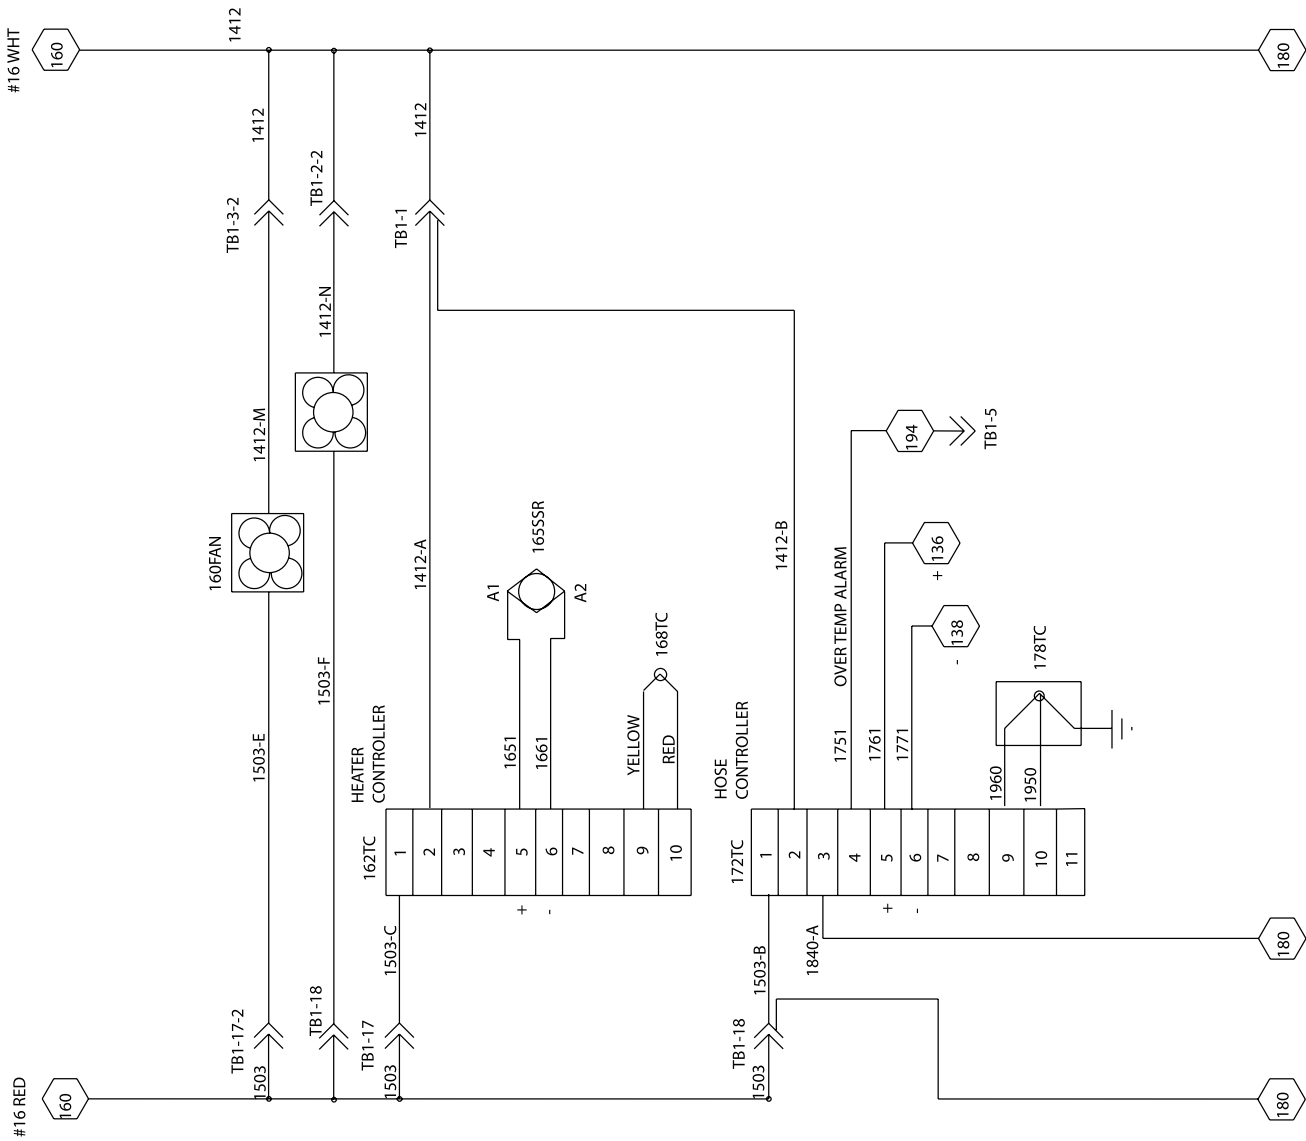 #16 RED
160
#16 WHT
160
1412
1503
TB1-17-2
1503-E
160FAN
1412-M
TB1-3-2
1412
TB1-18
1503-F
1412-N
TB1-2-2
1503
TB1-17
1503-C
162TC
HEATER
CONTROLLER
1
2
3
4
5
6
7
8
9
10
+
-
1412-A
TB1-1
1412
1651
1661
A1
A2
165SSR
YELLOW
RED
168TC
1503
TB1-18
1503-B
1840-A
172TC
HOSE
CONTROLLER
1
2
3
4
5
6
7
8
9
10
11
+
-
1412-B
1751
OVER TEMP ALARM
194
TB1-5
1761
+
136
1771
-
138
1960
1950
178TC
-
180
180
180